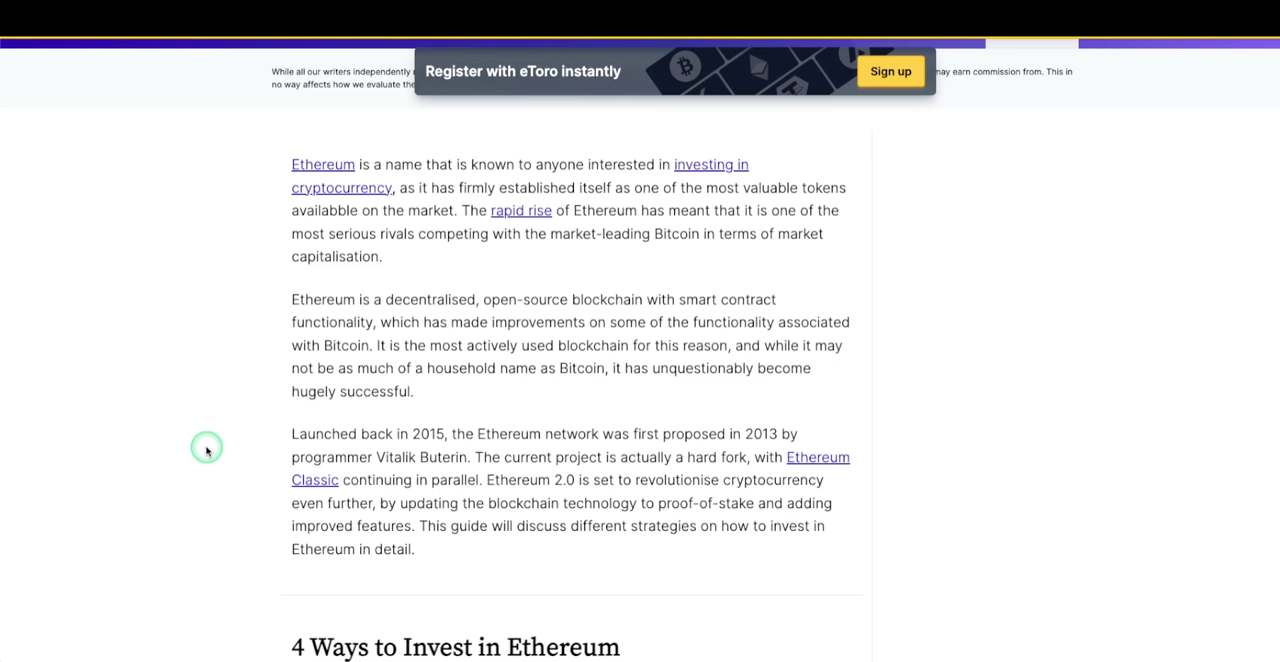 Register with eToro instantly
Sign up
While all our writers independently
may earn commission from. This in
no way affects how we evaluate the
Ethereum is a name that is known to anyone interested in investing in
cryptocurrency, as it has firmly established itself as one of the most valuable tokens
availabble on the market. The rapid rise of Ethereum has meant that it is one of the
most serious rivals competing with the market-leading Bitcoin in terms of market
capitalisation.
Ethereum is a decentralised, open-source blockchain with smart contract
functionality, which has made improvements on some of the functionality associated
with Bitcoin. It is the most actively used blockchain for this reason, and while it may
not be as much of a household name as Bitcoin, it has unquestionably become
hugely successful.
Launched back in 2015, the Ethereum network was first proposed in 2013 by
programmer Vitalik Buterin. The current project is actually a hard fork, with Ethereum
Classic continuing in parallel. Ethereum 2.0 is set to revolutionise cryptocurrency
even further, by updating the blockchain technology to proof-of-stake and adding
improved features. This guide will discuss different strategies on how to invest in
Ethereum in detail.
4 Ways to Invest in Ethereum